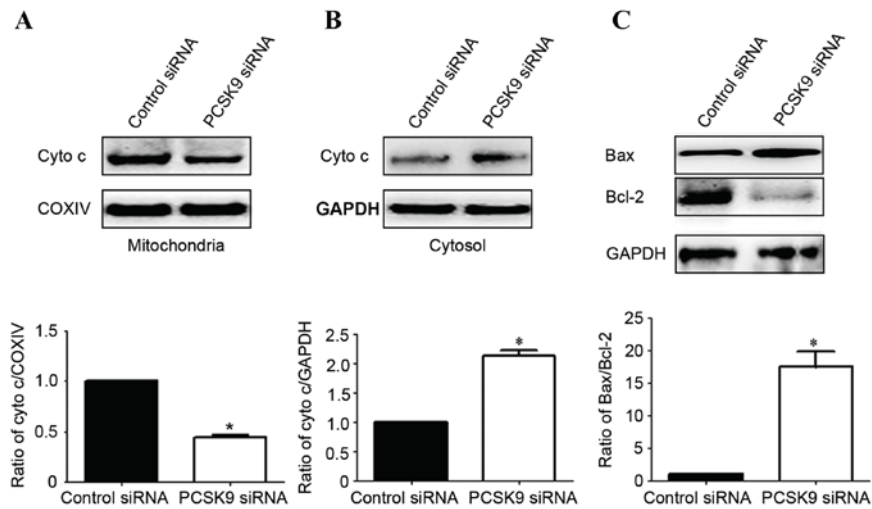 A
Control siRNA
PCSK9 siRNA
Cyto c
COXIV
Mitochondria
1.5
1.0
0.5
0
Ratio of cyto c/COXIV
*
Control siRNA
PCSK9 siRNA
B
Control siRNA
PCSK9 siRNA
Cyto c
GAPDH
Cytosol
2.5
2.0
1.5
1.0
0.5
0
Ratio of cyto c/GAPDH
*
Control siRNA
PCSK9 siRNA
C
Control siRNA
PCSK9 siRNA
Bax
Bcl-2
GAPDH
25
20
15
10
5
0
Ratio of Bax/Bcl-2
*
Control siRNA
PCSK9 siRNA